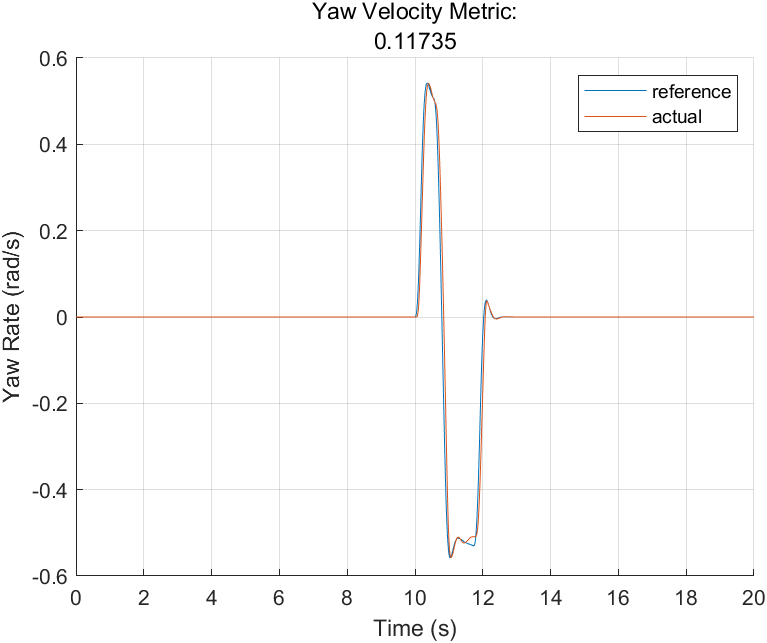 Yaw Velocity Metric:
0.11735
0.6
0.4
0.2
0
-0.2
-0.4
-0.6
Yaw Rate (rad/s)
reference
actual
0 2 4 6 8 10 12 14 16 18 20
Time (s)